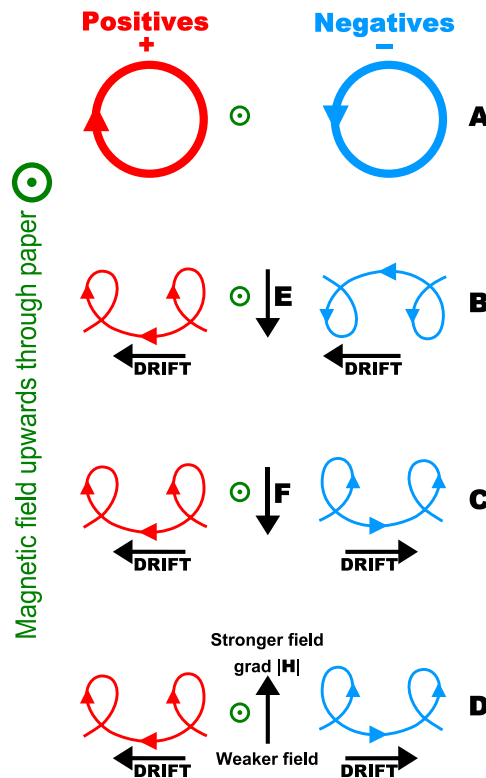 Positives
+
Negatives
–
A
Magnetic field upwards through paper
E
B
DRIFT
DRIFT
F
C
DRIFT
DRIFT
Stronger field
grad |H|
D
Weaker field
DRIFT
DRIFT